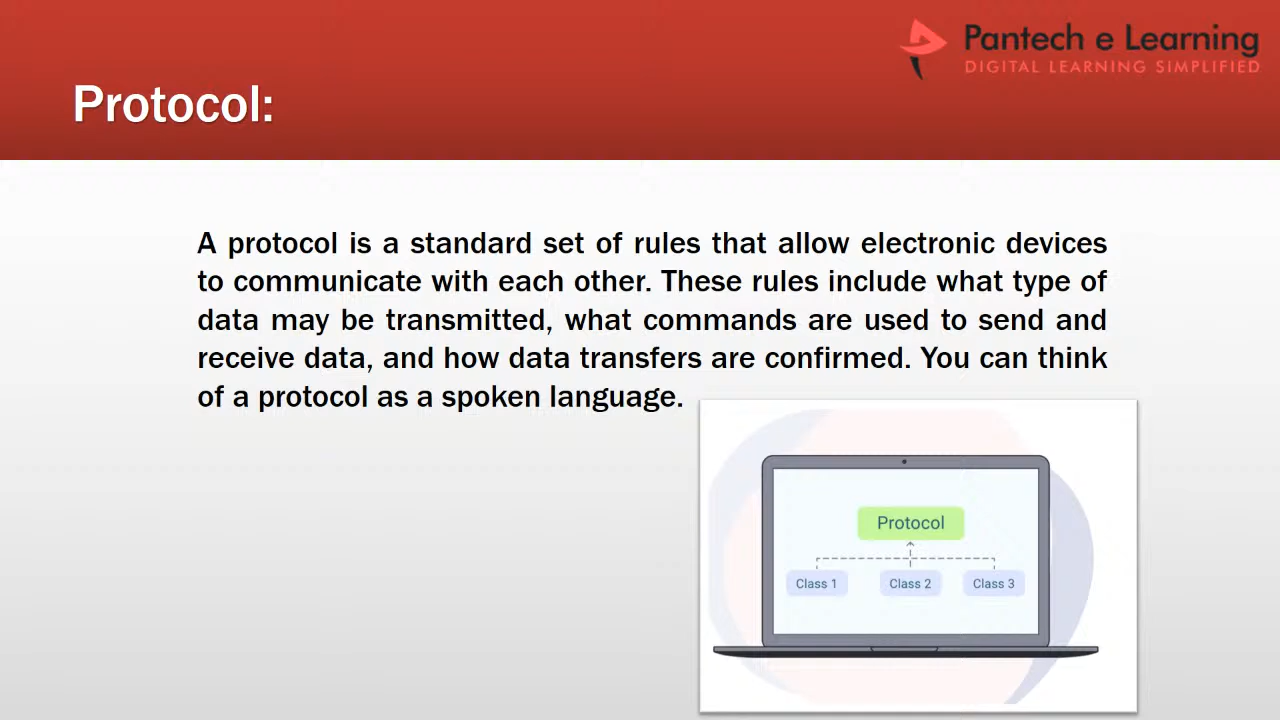 Pantech e Learning
DIGITAL LEARNING SIMPLIFIED
Protocol:
A protocol is a standard set of rules that allow electronic devices
to communicate with each other. These rules include what type of
data may be transmitted, what commands are used to send and
receive data, and how data transfers are confirmed. You can think
of a protocol as a spoken language.
Protocol
Class 1 Class 2 Class 3